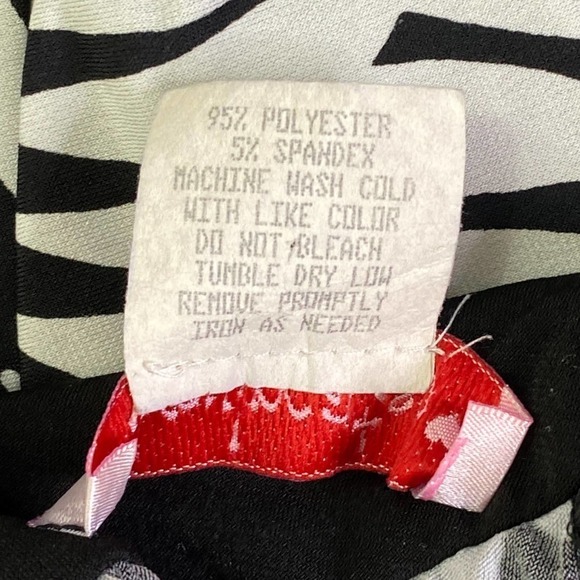 95% POLYESTER
5% SPANDEX
MACHINE WASH COLD
WITH LIKE COLOR
DO NOT BLEACH
TUMBLE DRY LOW
REMOVE PROMPTLY
IRON AS NEEDED